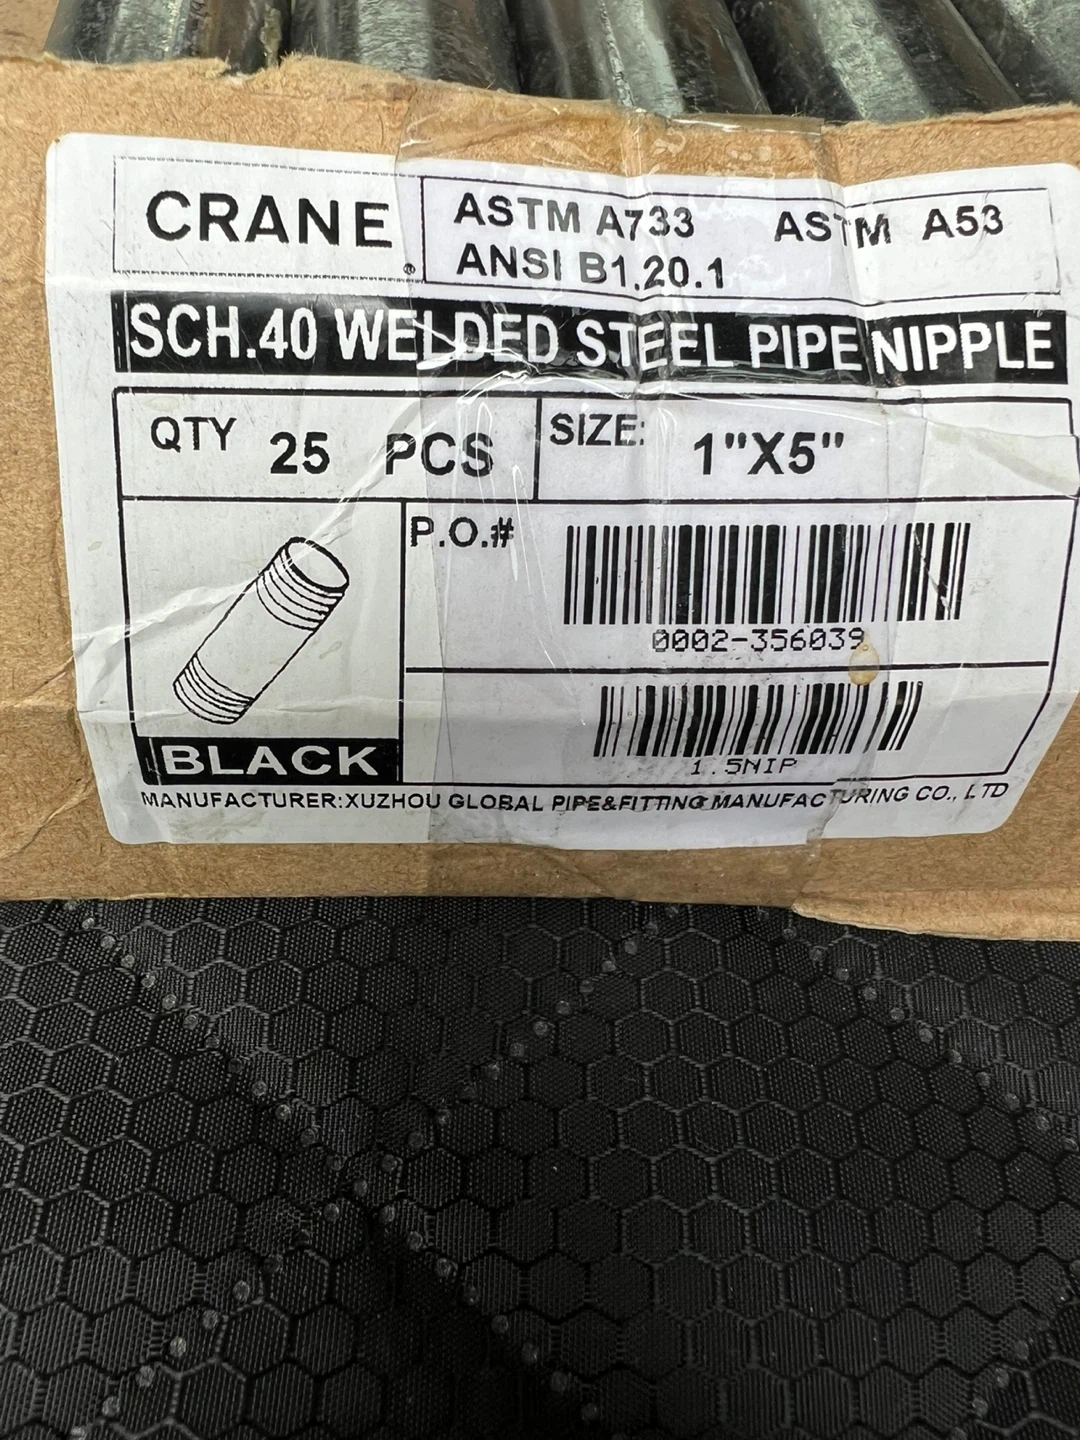 CRANE®
ASTM A733 ASTM A53
ANSI B1.20.1
SCH.40 WELDED STEEL PIPE NIPPLE
QTY 25 PCS
SIZE: 1"X5"
P.O.#
0002-356039
1.5NIP
BLACK
MANUFACTURER:XUZHOU GLOBAL PIPE&FITTING MANUFACTURING CO., LTD